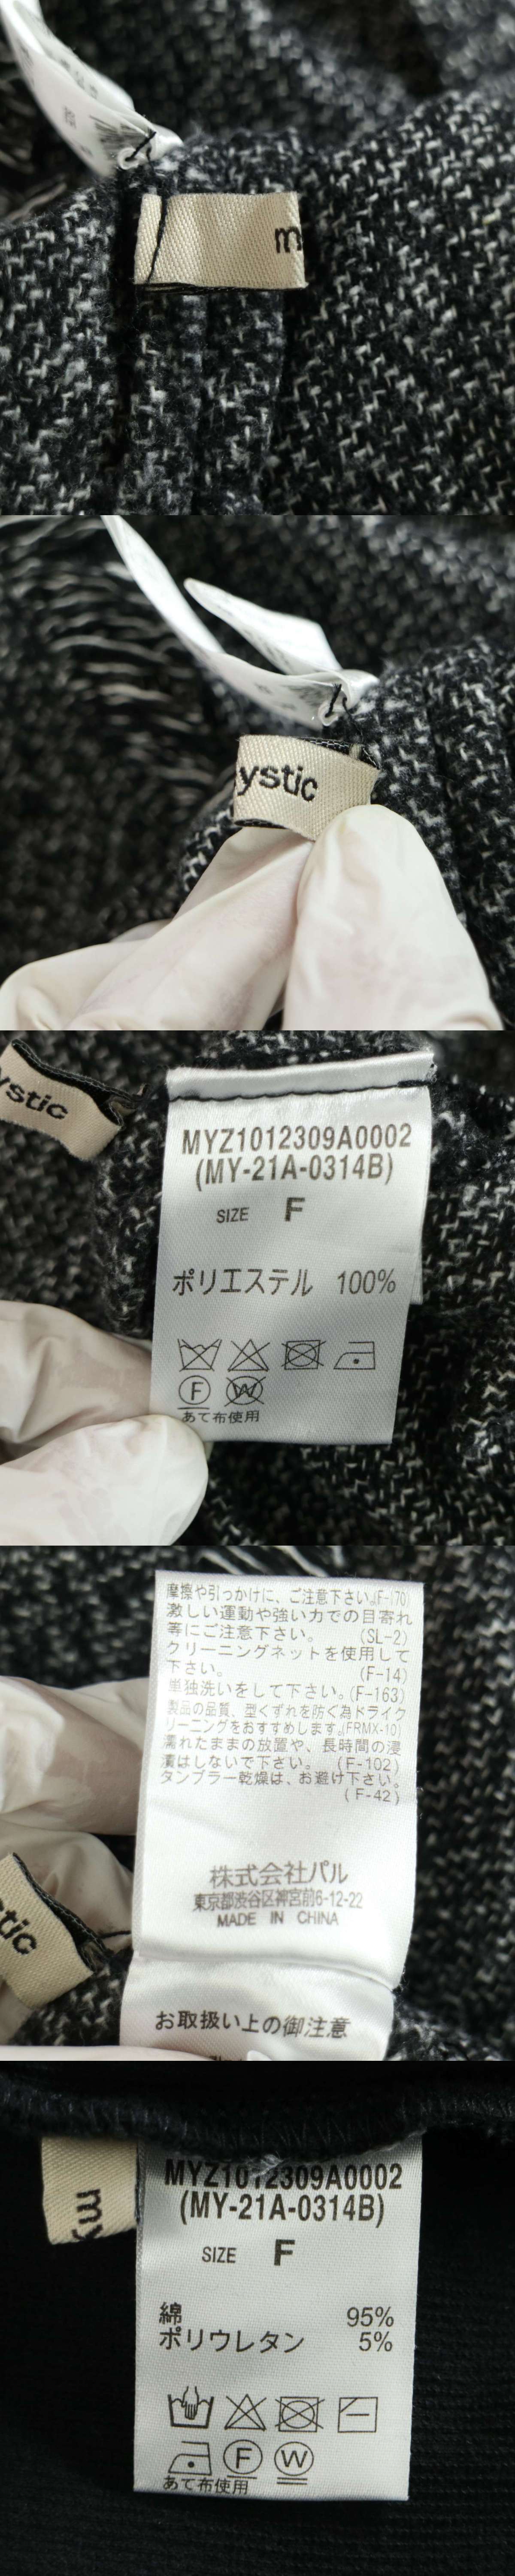 m
ystic
ystic
MYZ1012309A0002
(MY-21A-0314B)
SIZE F
ポリエステル 100%
F W
あて布使用
摩擦や引っかけに、ご注意下さい。(F-170)
激しい運動や強い力での目寄れ
等にご注意下さい。 (SL-2)
クリーニングネットを使用して
下さい。 (F-14)
単独洗いをして下さい。(F-163)
製品の品質、型くずれを防ぐ為ドライク
リーニングをおすすめします。(FRMX-10)
濡れたままの放置や、長時間の浸
漬はしないで下さい。 (F-102)
タンブラー乾燥は、お避け下さい。
(F-42)
株式会社パル
東京都渋谷区神宮前6-12-22
MADE IN CHINA
tic
お取扱い上の御注意
my
MYZ1012309A0002
(MY-21A-0314B)
SIZE F
綿 95%
ポリウレタン 5%
F W
あて布使用